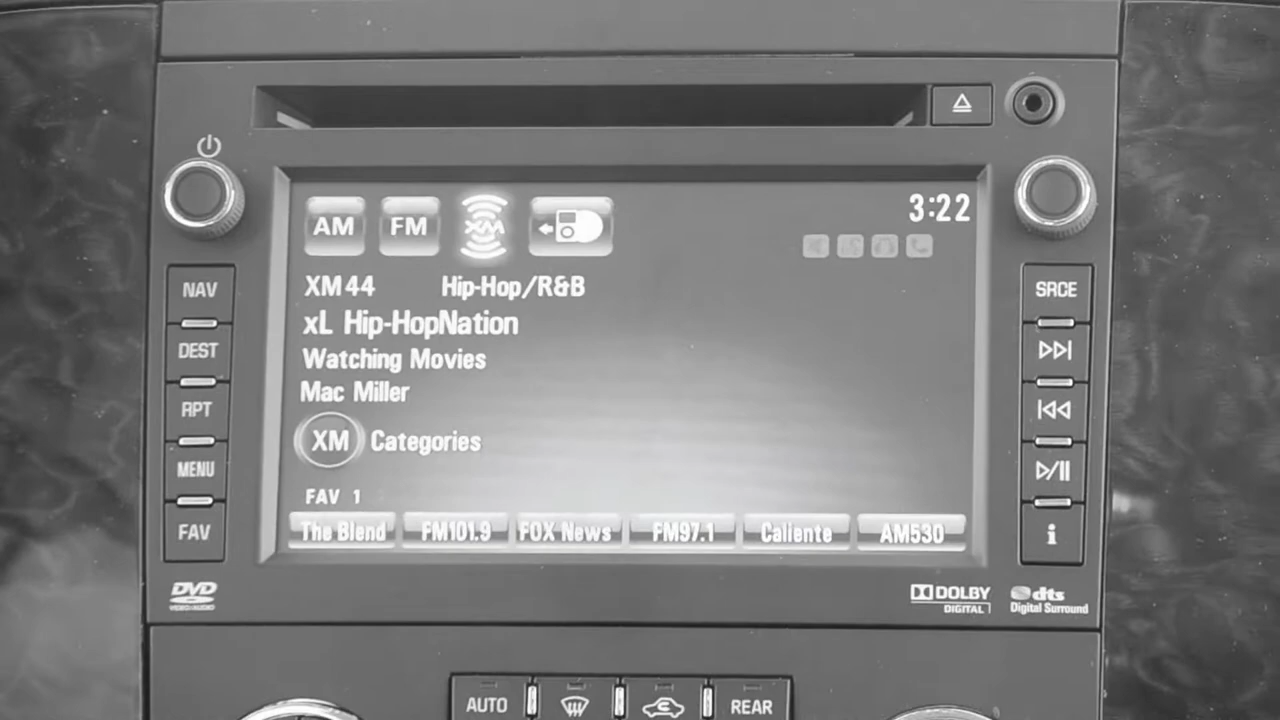 AM FM XM 3:22
XM44 Hip-Hop/R&B
xL Hip-HopNation
Watching Movies
Mac Miller
XM Categories
FAV 1
The Blend FM101.9 FOX News FM97.1 Caliente AM530
NAV
DEST
RPT
MENU
FAV
SRCE
i
DVD
VIDEO/AUDIO
DOLBY
DIGITAL
dts
Digital Surround
AUTO REAR